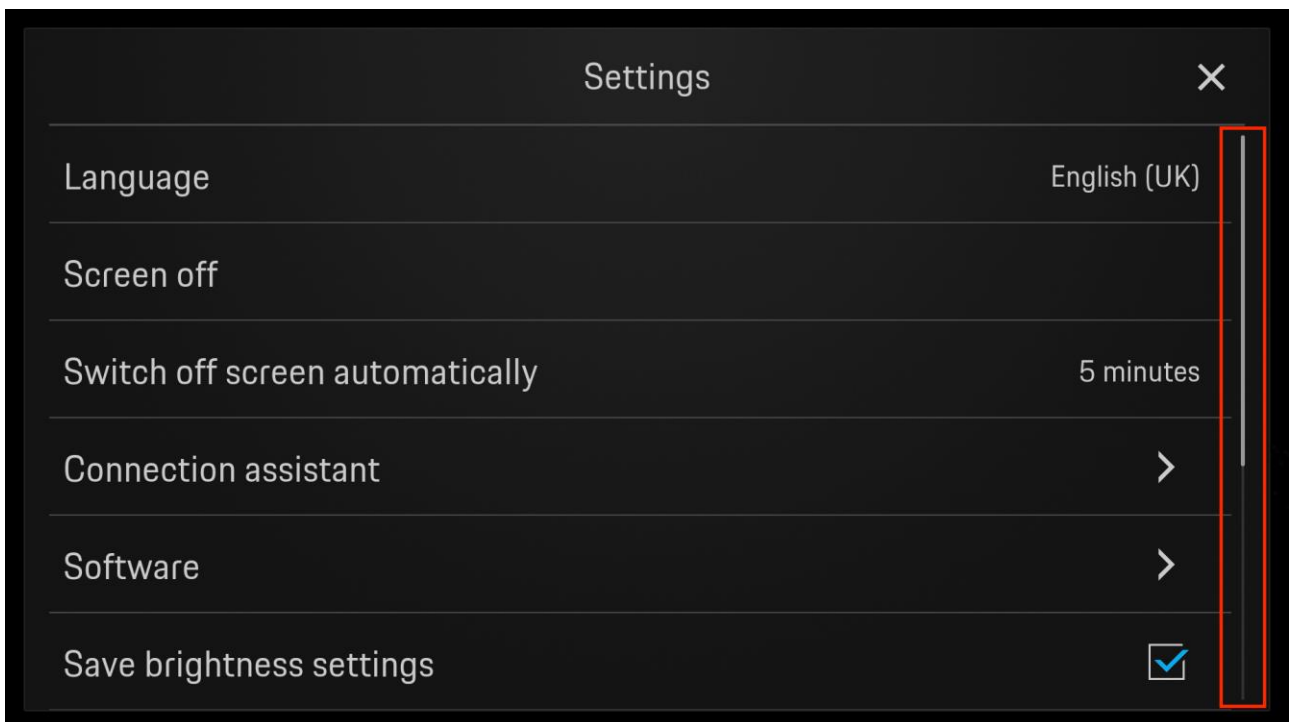 Settings
Language English (UK)
Screen off
Switch off screen automatically 5 minutes
Connection assistant
Software
Save brightness settings